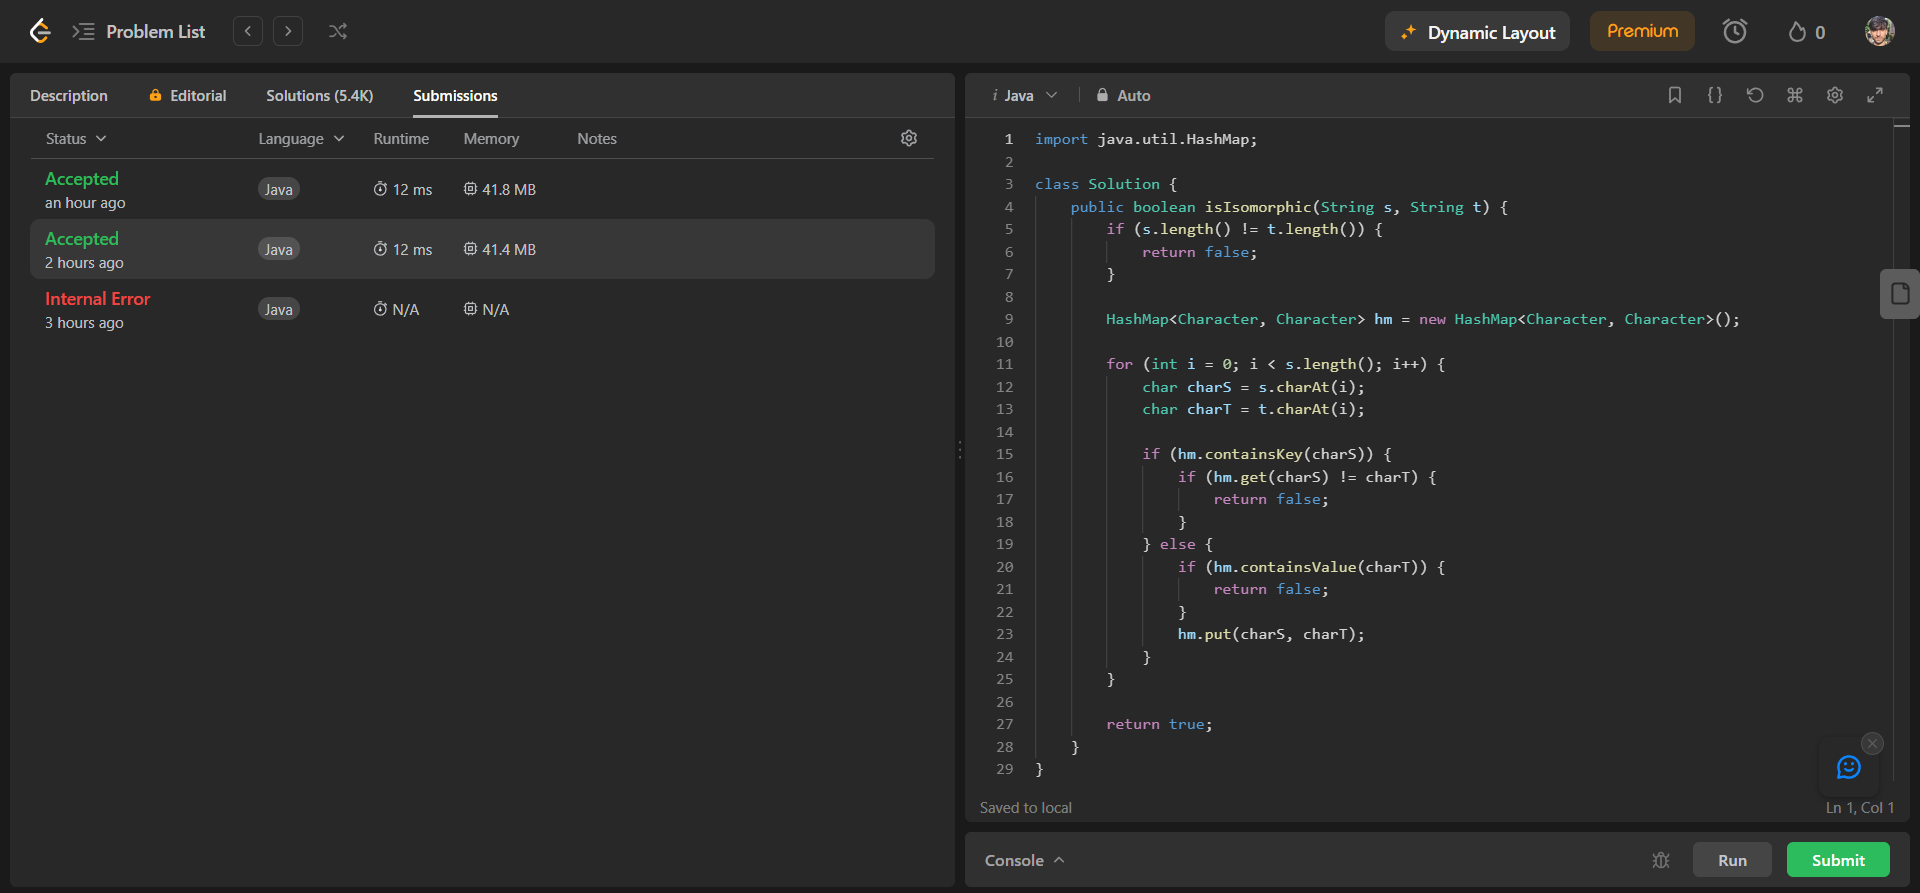 Problem List
Dynamic Layout
Premium
0
Description
Editorial
Solutions (5.4K)
Submissions
Status
Language
Runtime
Memory
Notes
Accepted
an hour ago
Java
12 ms
41.8 MB
Accepted
2 hours ago
Java
12 ms
41.4 MB
Internal Error
3 hours ago
Java
N/A
N/A
i Java
Auto
1 import java.util.HashMap;
2
3 class Solution {
4     public boolean isIsomorphic(String s, String t) {
5         if (s.length() != t.length()) {
6             return false;
7         }
8
9         HashMap<Character, Character> hm = new HashMap<Character, Character>();
10
11         for (int i = 0; i < s.length(); i++) {
12             char charS = s.charAt(i);
13             char charT = t.charAt(i);
14
15             if (hm.containsKey(charS)) {
16                 if (hm.get(charS) != charT) {
17                     return false;
18                 }
19             } else {
20                 if (hm.containsValue(charT)) {
21                     return false;
22                 }
23                 hm.put(charS, charT);
24             }
25         }
26
27         return true;
28     }
29 }
Saved to local
Ln 1, Col 1
Console
Run
Submit